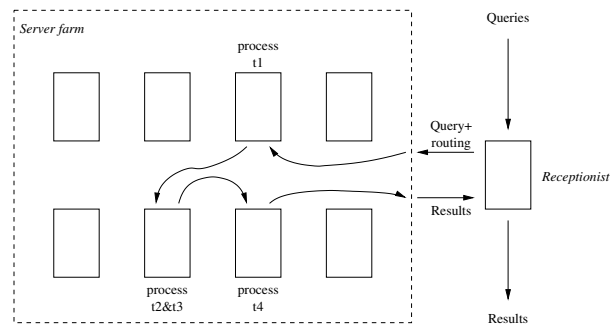 Server farm
Queries
process
t1
Query+
routing
Receptionist
Results
process
t2&t3
process
t4
Results